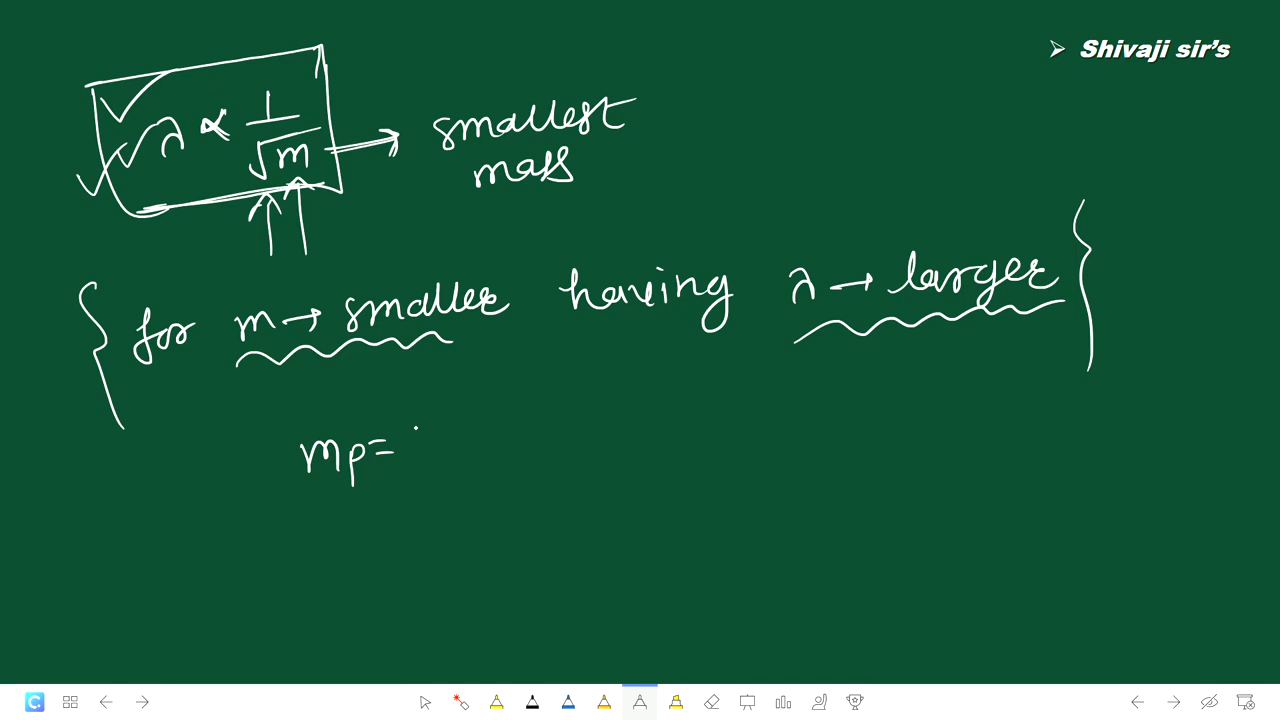 ➢ Shivaji sir's
λ ∝ 1/√m → smallest
mass
for m → smaller having λ → larger
mp =